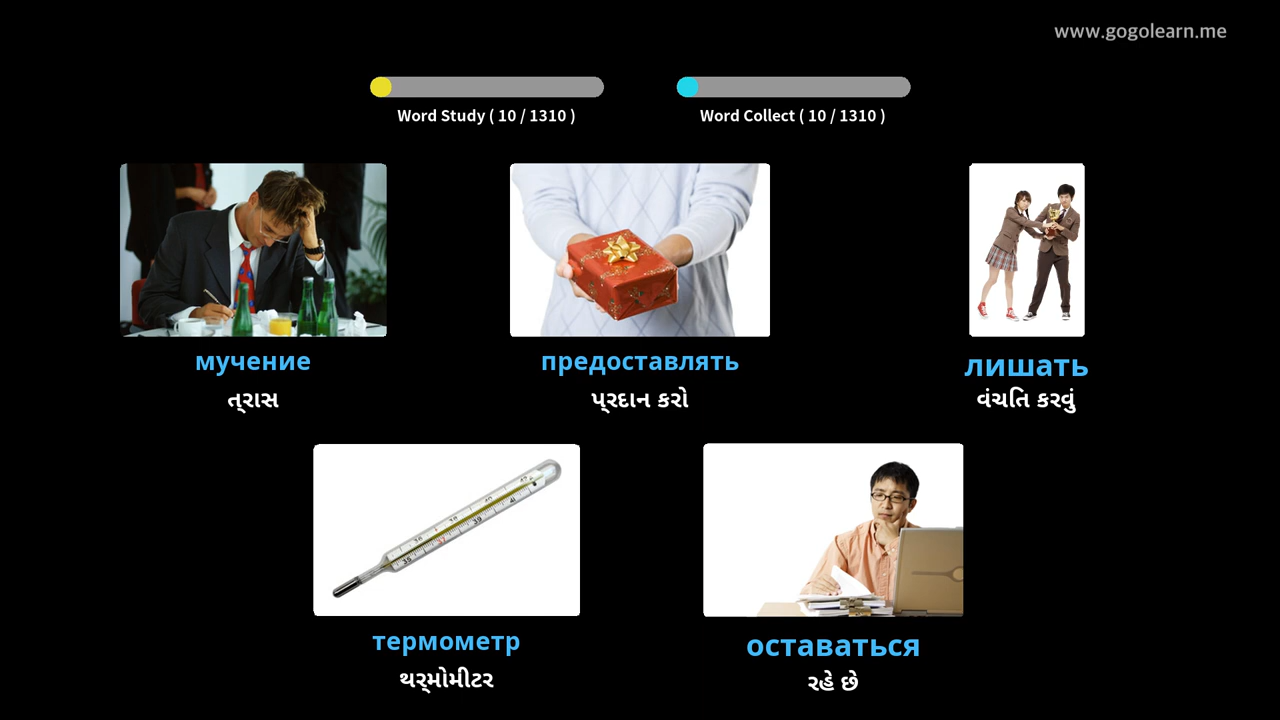 www.gogolearn.me
Word Study ( 10 / 1310 )
Word Collect ( 10 / 1310 )
мучение
ત્રાસ
предоставлять
પ્રદાન કરો
лишать
વંચિત કરવું
термометр
થર્મોમીટર
оставаться
રહે છે